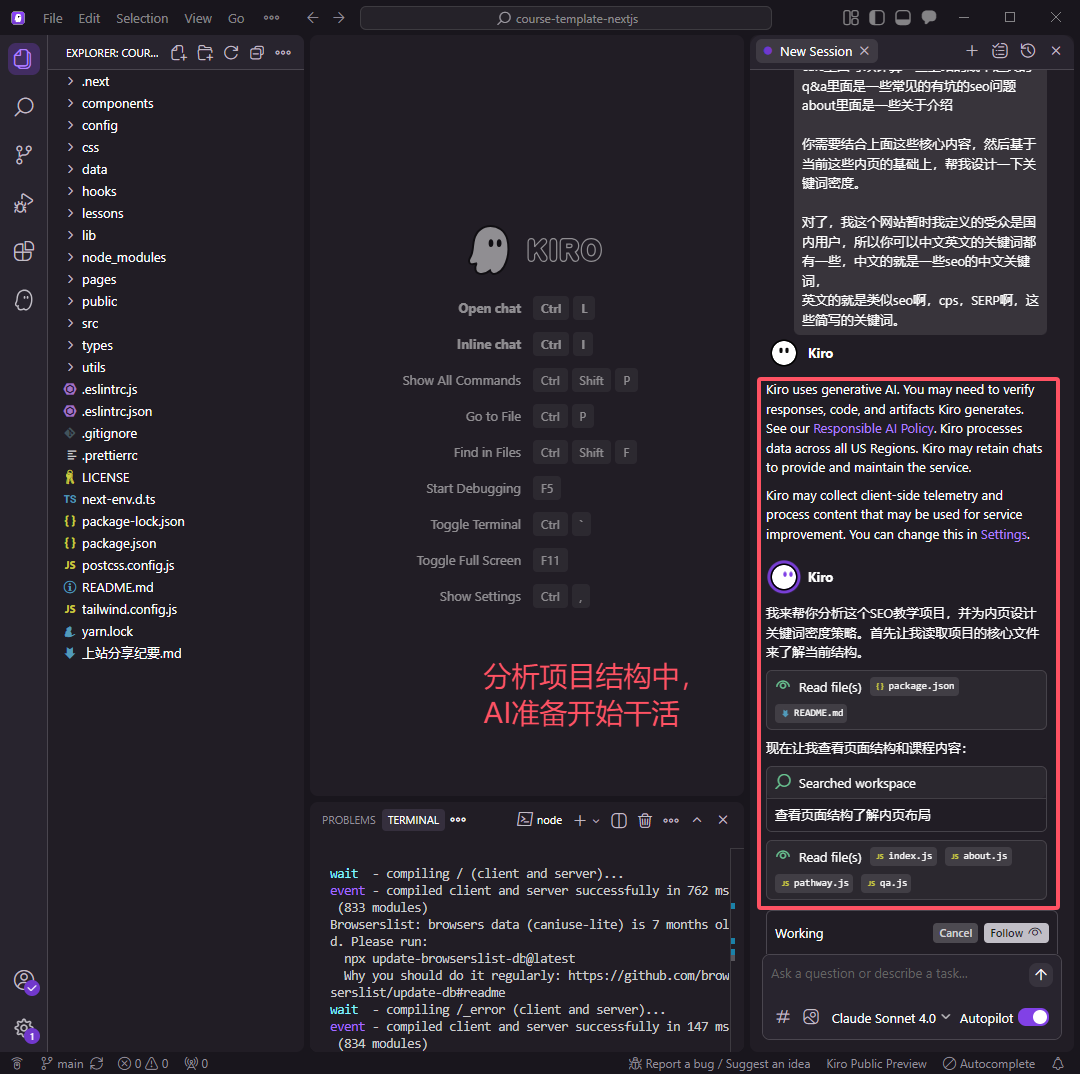 File Edit Selection View Go
course-template-nextjs
EXPLORER: COUR...
.next
components
config
css
data
hooks
lessons
lib
node_modules
pages
public
src
types
utils
.eslintrc.js
.eslintrc.json
.gitignore
.prettierrc
LICENSE
TS next-env.d.ts
{} package-lock.json
{} package.json
JS postcss.config.js
README.md
JS tailwind.config.js
yarn.lock
上站分享纪要.md
1
KIRO
Open chat Ctrl L
Inline chat Ctrl I
Show All Commands Ctrl Shift P
Go to File Ctrl P
Find in Files Ctrl Shift F
Start Debugging F5
Toggle Terminal Ctrl `
Toggle Full Screen F11
Show Settings Ctrl ,
分析项目结构中，
AI准备开始干活
PROBLEMS TERMINAL node
wait - compiling / (client and server)...
event - compiled client and server successfully in 762 ms
(833 modules)
Browserslist: browsers data (caniuse-lite) is 7 months ol
d. Please run:
npx update-browserslist-db@latest
Why you should do it regularly: https://github.com/brow
serslist/update-db#readme
wait - compiling /_error (client and server)...
event - compiled client and server successfully in 147 ms
(834 modules)
New Session
q&a里面是一些常见的有坑的seo问题
about里面是一些关于介绍
你需要结合上面这些核心内容，然后基于
当前这些内页的基础上，帮我设计一下关
键词密度。
对了，我这个网站暂时我定义的受众是国
内用户，所以你可以中文英文的关键词都
有一些，中文的就是一些seo的中文关键
词，
英文的就是类似seo啊，cps，SERP啊，这
些简写的关键词。
Kiro
Kiro uses generative AI. You may need to verify
responses, code, and artifacts Kiro generates.
See our Responsible AI Policy. Kiro processes
data across all US Regions. Kiro may retain chats
to provide and maintain the service.
Kiro may collect client-side telemetry and
process content that may be used for service
improvement. You can change this in Settings.
Kiro
我来帮你分析这个SEO教学项目，并为内页设计
关键词密度策略。首先让我读取项目的核心文件
来了解当前结构。
Read file(s) {} package.json
README.md
现在让我查看页面结构和课程内容：
Searched workspace
查看页面结构了解内页布局
Read file(s) JS index.js JS about.js
JS pathway.js JS qa.js
Working Cancel Follow
Ask a question or describe a task...
# Claude Sonnet 4.0 Autopilot
main 0 0 0 Report a bug / Suggest an idea Kiro Public Preview Autocomplete